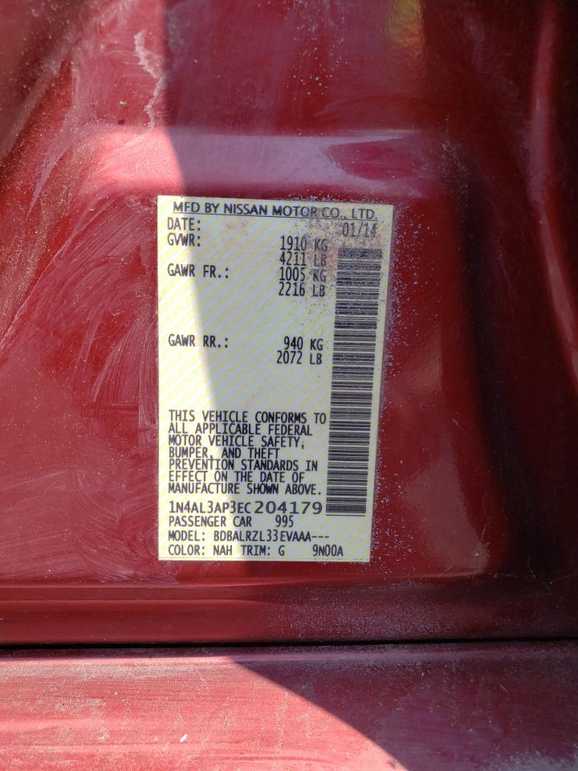 MFD BY NISSAN MOTOR CO., LTD.
DATE: 01/14
GVWR: 1910 KG
4211 LB
GAWR FR.: 1005 KG
2216 LB
GAWR RR.: 940 KG
2072 LB
THIS VEHICLE CONFORMS TO
ALL APPLICABLE FEDERAL
MOTOR VEHICLE SAFETY,
BUMPER, AND THEFT
PREVENTION STANDARDS IN
EFFECT ON THE DATE OF
MANUFACTURE SHOWN ABOVE.
1N4AL3AP3EC204179
PASSENGER CAR 995
MODEL: BDBALRZL33EVAAA---
COLOR: NAH TRIM: G 9N00A